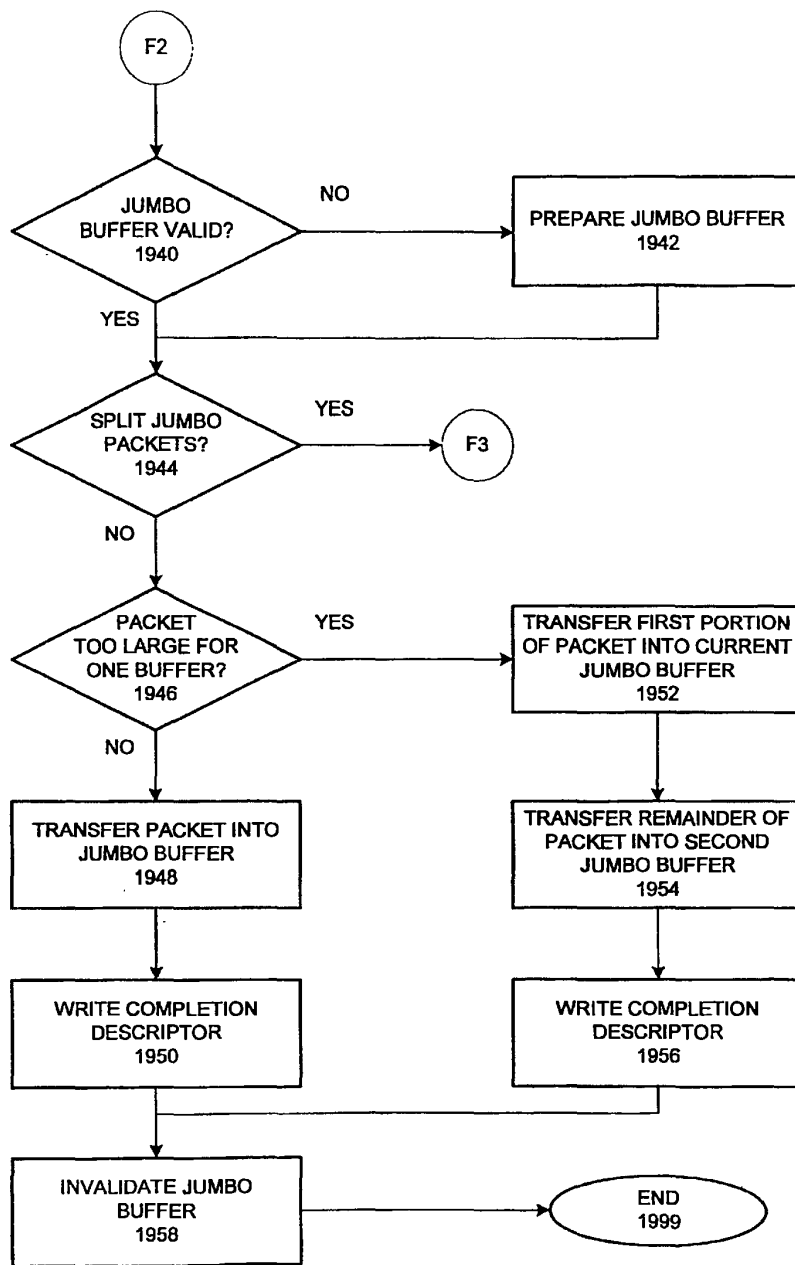 F2
JUMBO
BUFFER VALID?
1940
NO
PREPARE JUMBO BUFFER
1942
YES
SPLIT JUMBO
PACKETS?
1944
YES
F3
NO
PACKET
TOO LARGE FOR
ONE BUFFER?
1946
YES
TRANSFER FIRST PORTION
OF PACKET INTO CURRENT
JUMBO BUFFER
1952
NO
TRANSFER PACKET INTO
JUMBO BUFFER
1948
TRANSFER REMAINDER OF
PACKET INTO SECOND
JUMBO BUFFER
1954
WRITE COMPLETION
DESCRIPTOR
1950
WRITE COMPLETION
DESCRIPTOR
1956
INVALIDATE JUMBO
BUFFER
1958
END
1999